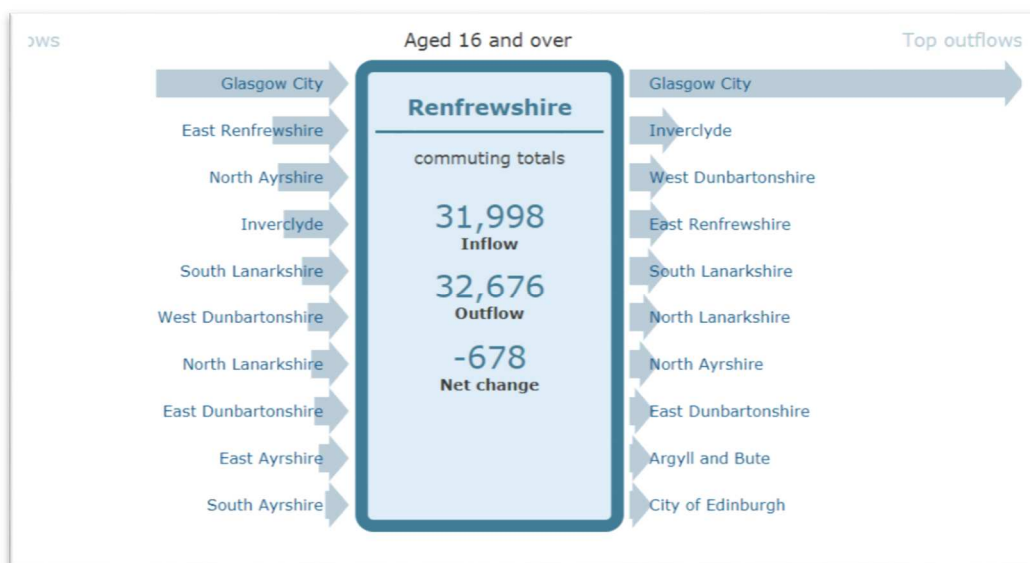 Aged 16 and over
Top outflows
Glasgow City
East Renfrewshire
North Ayrshire
Inverclyde
South Lanarkshire
West Dunbartonshire
North Lanarkshire
East Dunbartonshire
East Ayrshire
South Ayrshire
Renfrewshire
commuting totals
31,998
Inflow
32,676
Outflow
-678
Net change
Glasgow City
Inverclyde
West Dunbartonshire
East Renfrewshire
South Lanarkshire
North Lanarkshire
North Ayrshire
East Dunbartonshire
Argyll and Bute
City of Edinburgh